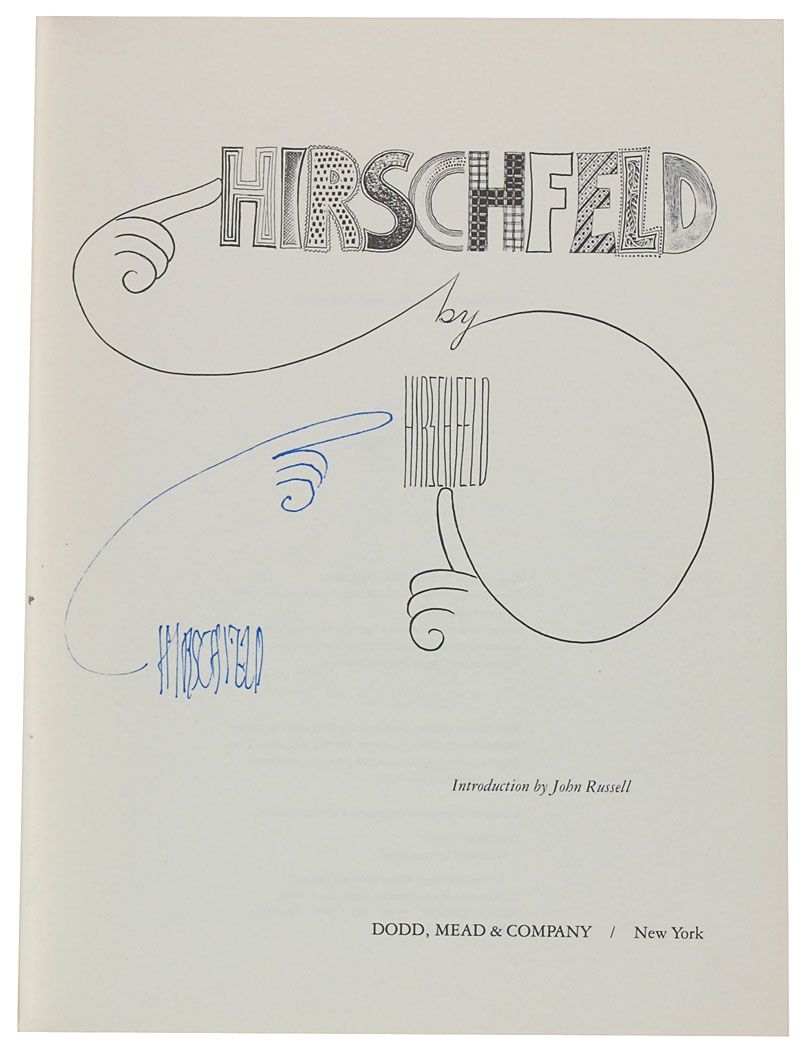 HIRSCHFELD
by
HIRSCHFELD
HIRSCHFELD
Introduction by John Russell
DODD, MEAD & COMPANY / New York